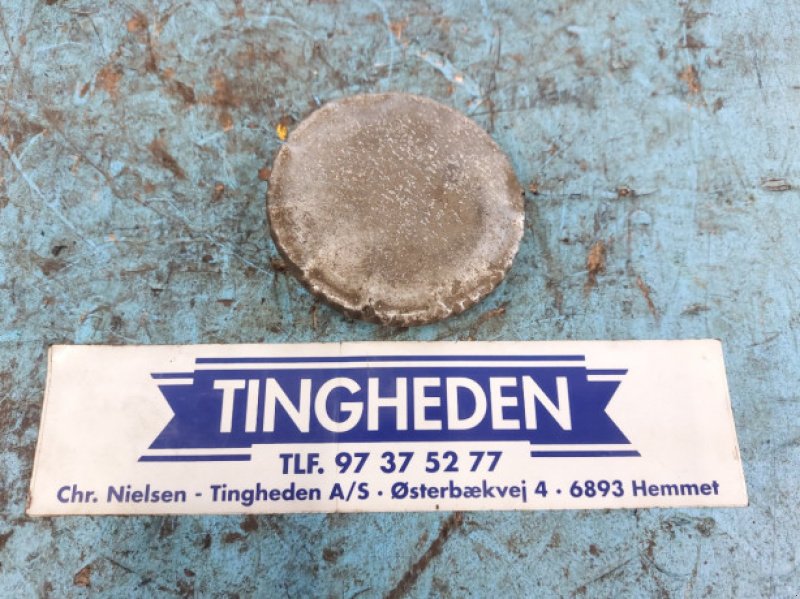 TINGHEDEN
TLF. 97 37 52 77
Chr. Nielsen - Tingheden A/S · Østerbækvej 4 · 6893 Hemmet